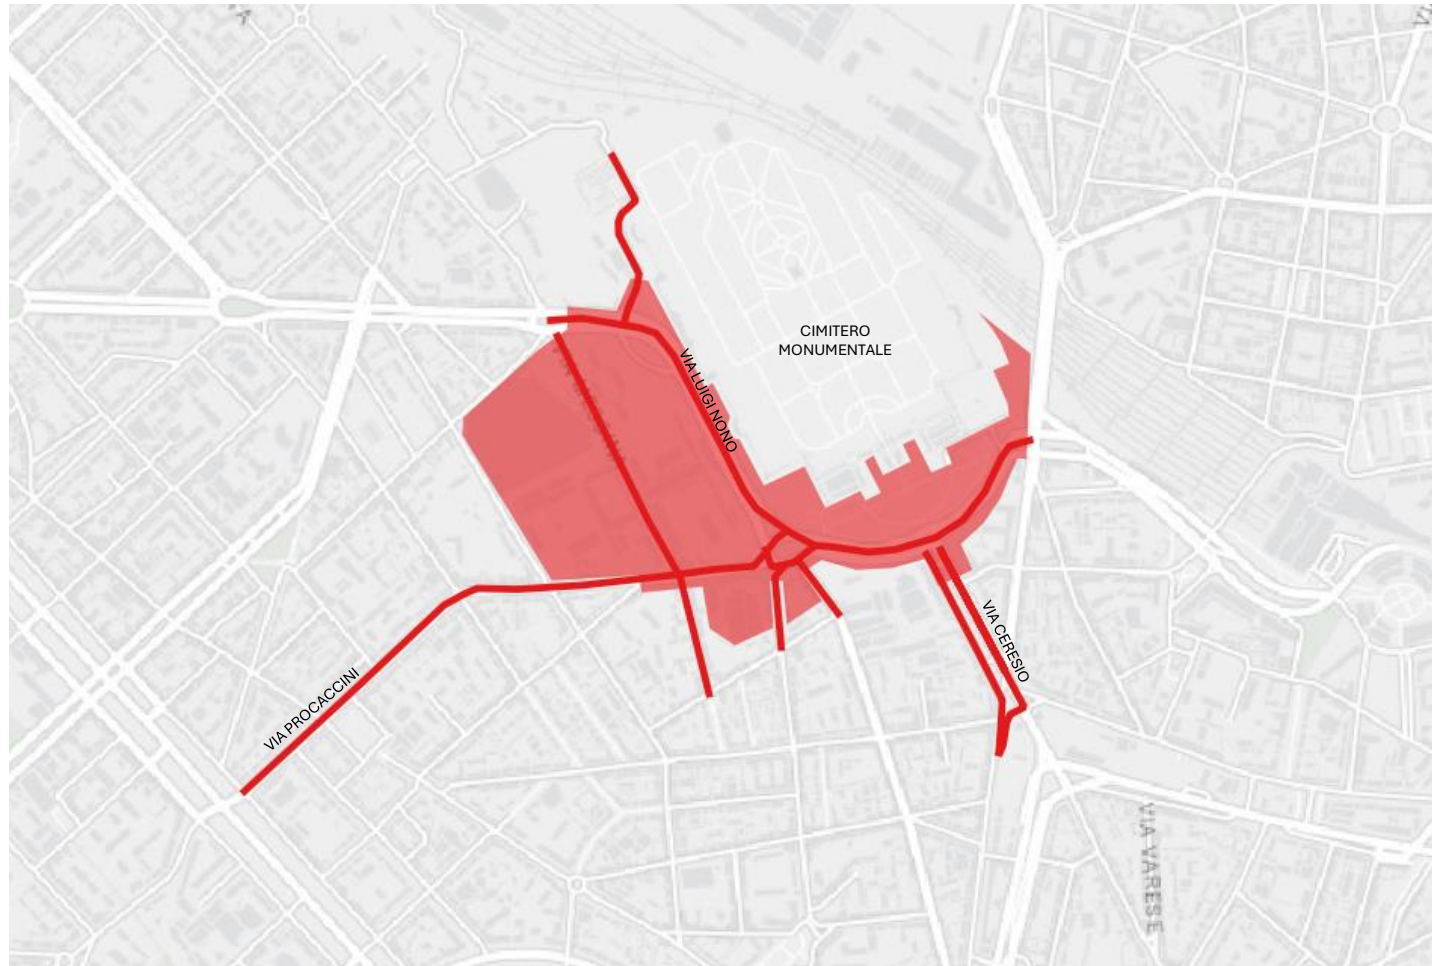 CIMITERO
MONUMENTALE
VIA LUIGI NONO
VIA CERESIO
VIA PROCACCINI
VIA VARESE